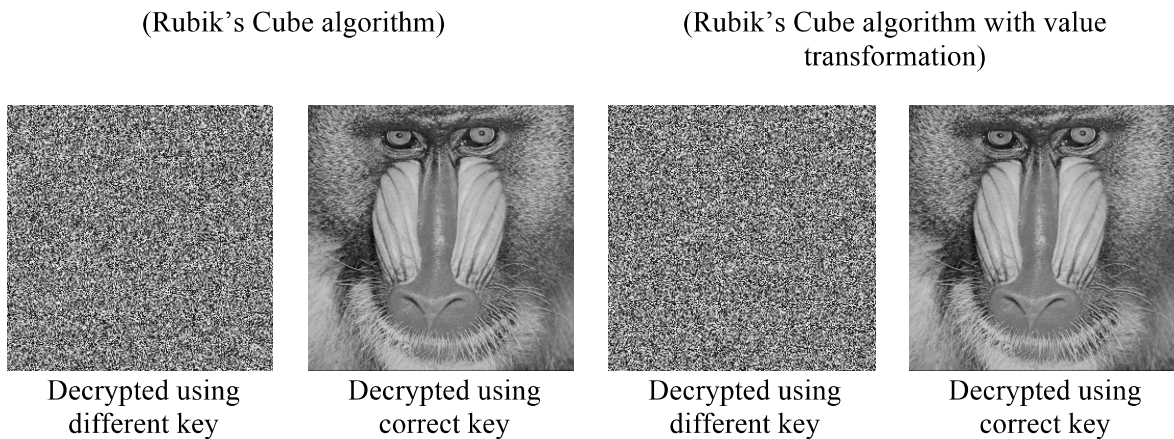 (Rubik’s Cube algorithm)
(Rubik’s Cube algorithm with value
transformation)
Decrypted using
different key
Decrypted using
correct key
Decrypted using
different key
Decrypted using
correct key